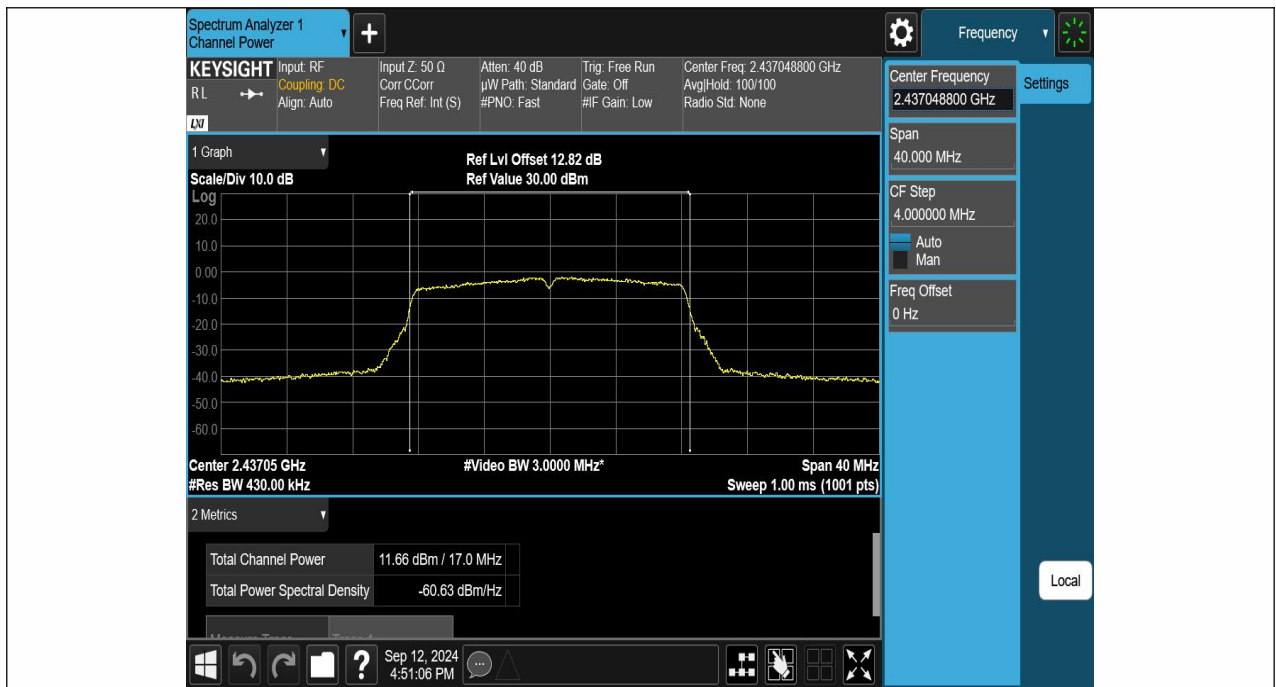 Spectrum Analyzer 1
Channel Power
Frequency
KEYSIGHT
RL
LXI
Input: RF
Coupling: DC
Align: Auto
Input Z: 50 Ω
Corr CCorr
Freq Ref: Int (S)
Atten: 40 dB
µW Path: Standard
#PNO: Fast
Trig: Free Run
Gate: Off
#IF Gain: Low
Center Freq: 2.437048800 GHz
Avg|Hold: 100/100
Radio Std: None
Center Frequency
2.437048800 GHz
Settings
Span
40.000 MHz
CF Step
4.000000 MHz
Auto
Man
Freq Offset
0 Hz
Local
1 Graph
Ref Lvl Offset 12.82 dB
Scale/Div 10.0 dB
Ref Value 30.00 dBm
Log
20.0
10.0
0.00
-10.0
-20.0
-30.0
-40.0
-50.0
-60.0
Center 2.43705 GHz
#Video BW 3.0000 MHz*
Span 40 MHz
#Res BW 430.00 kHz
Sweep 1.00 ms (1001 pts)
2 Metrics
Total Channel Power 11.66 dBm / 17.0 MHz
Total Power Spectral Density -60.63 dBm/Hz
?
Sep 12, 2024
4:51:06 PM